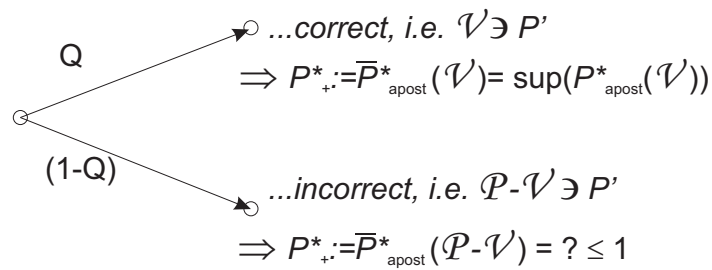 Q
...correct, i.e. 𝒱 ∋ P’
⇒ P*₊:=P̅*apost(𝒱)= sup(P*apost(𝒱))
(1-Q)
...incorrect, i.e. 𝒫-𝒱 ∋ P’
⇒ P*₊:=P̅*apost(𝒫-𝒱) = ? ≤ 1